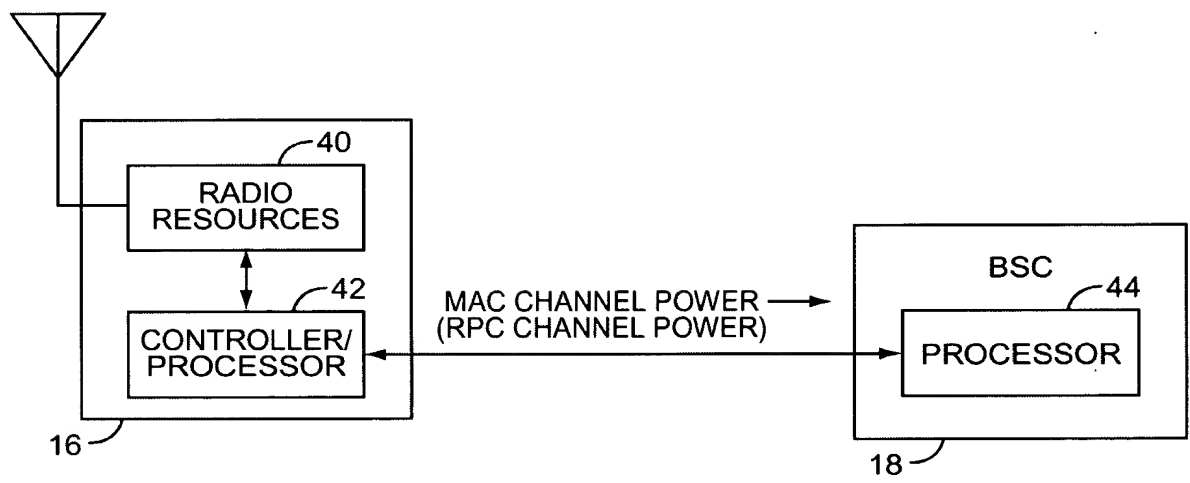 40
RADIO
RESOURCES
42
CONTROLLER/
PROCESSOR
16
MAC CHANNEL POWER
(RPC CHANNEL POWER)
BSC
44
PROCESSOR
18